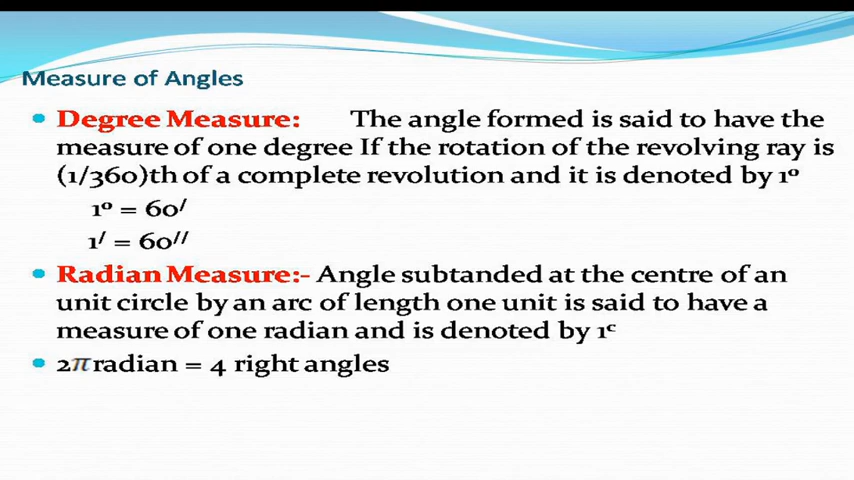 Measure of Angles
Degree Measure: The angle formed is said to have the
measure of one degree If the rotation of the revolving ray is
(1/360)th of a complete revolution and it is denoted by 1⁰
1⁰ = 60/
1/ = 60//
Radian Measure:- Angle subtanded at the centre of an
unit circle by an arc of length one unit is said to have a
measure of one radian and is denoted by 1ᶜ
2π radian = 4 right angles